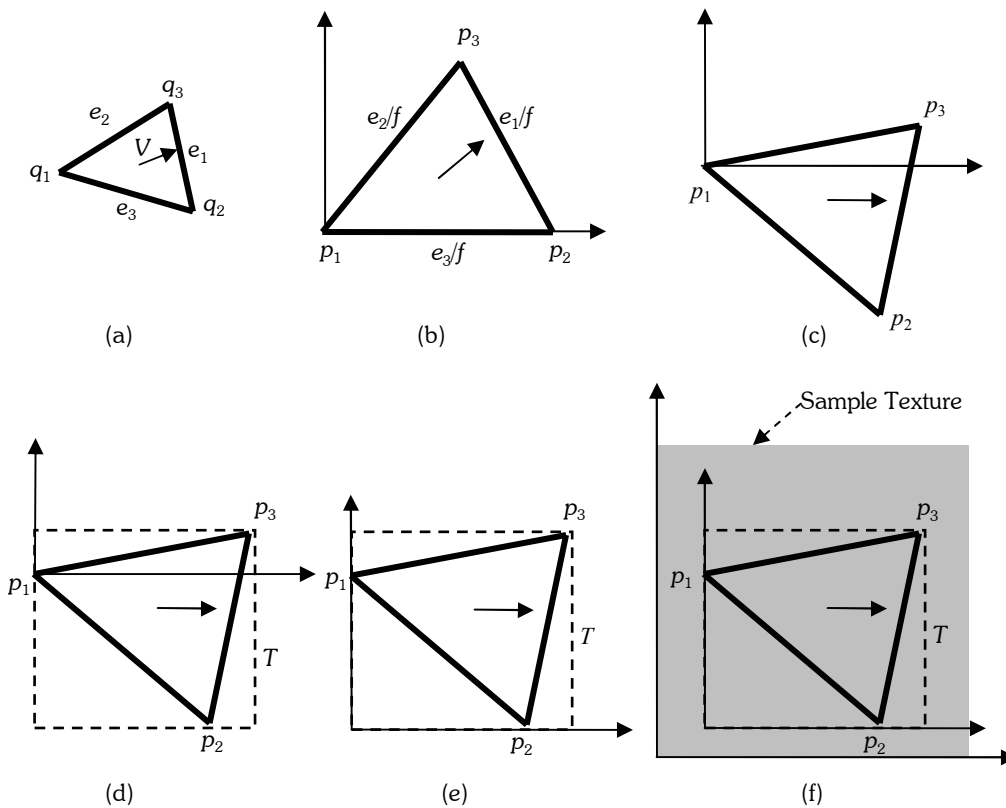 q3
e2
V
e1
q1
e3
q2
(a)
p3
e2/f
e1/f
p1
e3/f
p2
(b)
p3
p1
p2
(c)
p3
p1
T
p2
(d)
p3
p1
T
p2
(e)
Sample Texture
p3
p1
T
p2
(f)